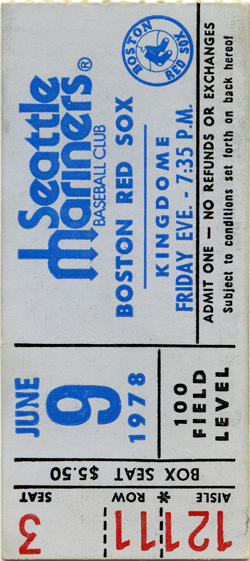 Seattle
Mariners®
BASEBALL CLUB
BOSTON RED SOX
BOSTON RED SOX
KINGDOME
FRIDAY EVE. - 7:35 P.M.
ADMIT ONE — NO REFUNDS OR EXCHANGES
Subject to conditions set forth on back hereof
JUNE
9
1978
100
FIELD
LEVEL
BOX SEAT $5.50
AISLE * ROW SEAT
12111 3